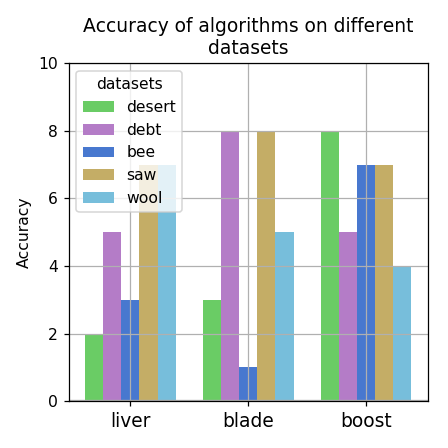 Accuracy of algorithms on different
datasets
10
8
6
4
2
0
Accuracy
datasets
desert
debt
bee
saw
wool
liver
blade
boost